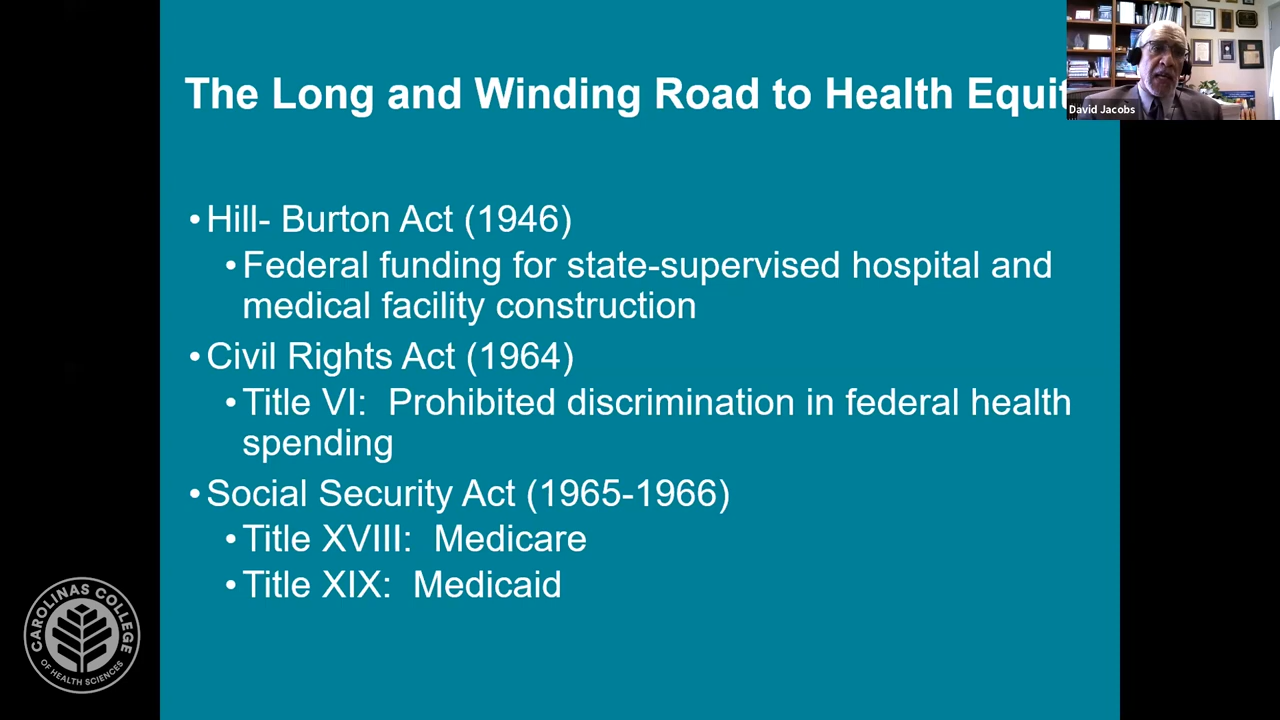 The Long and Winding Road to Health Equit
David Jacobs
•Hill- Burton Act (1946)
•Federal funding for state-supervised hospital and
medical facility construction
•Civil Rights Act (1964)
•Title VI:  Prohibited discrimination in federal health
spending
•Social Security Act (1965-1966)
•Title XVIII:  Medicare
•Title XIX:  Medicaid
CAROLINAS COLLEGE
OF HEALTH SCIENCES